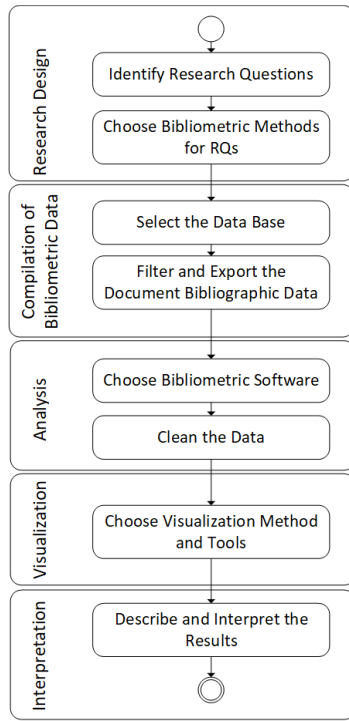 Research Design
Identify Research Questions
Choose Bibliometric Methods
for RQs
Compilation of
Bibliometric Data
Select the Data Base
Filter and Export the
Document Bibliographic Data
Analysis
Choose Bibliometric Software
Clean the Data
Visualization
Choose Visualization Method
and Tools
Interpretation
Describe and Interpret the
Results